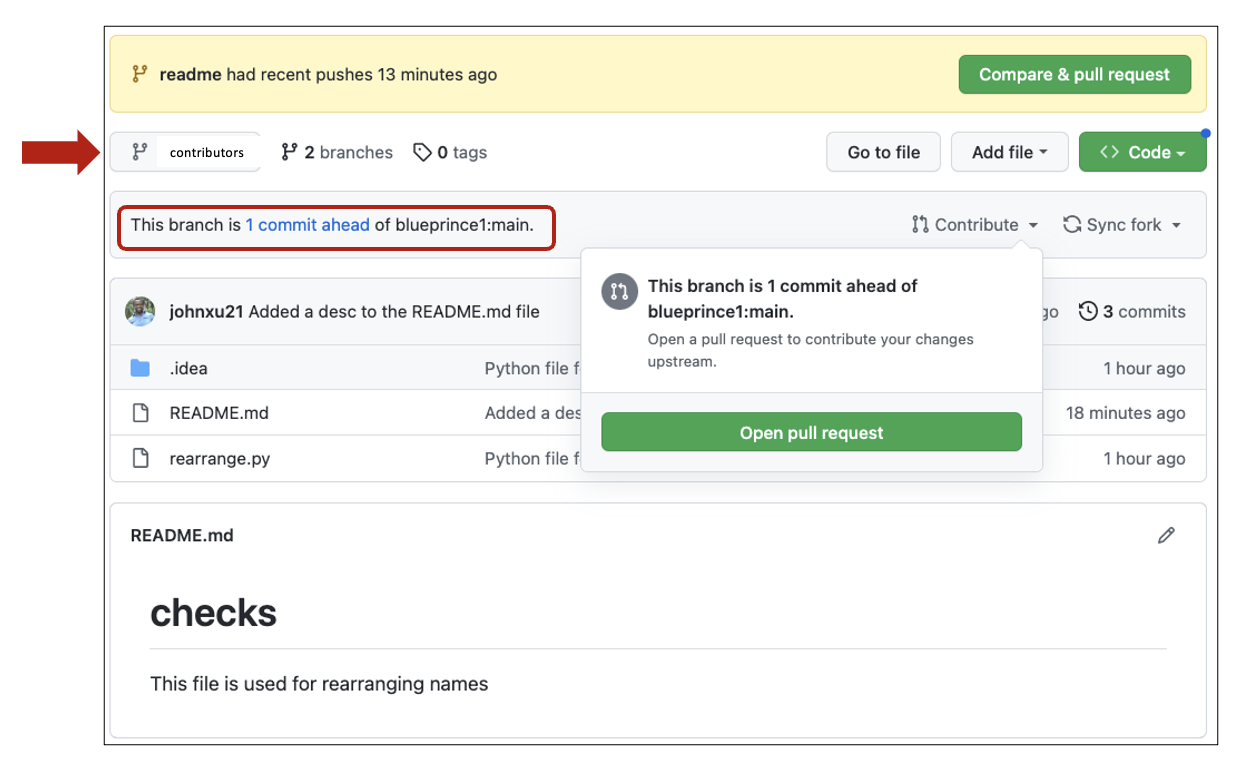 readme had recent pushes 13 minutes ago
Compare & pull request
contributors
2 branches
0 tags
Go to file
Add file
Code
This branch is 1 commit ahead of blueprince1:main.
Contribute
Sync fork
This branch is 1 commit ahead of
blueprince1:main.
Open a pull request to contribute your changes
upstream.
Open pull request
johnxu21 Added a desc to the README.md file
3 commits
.idea
Python file
1 hour ago
README.md
Added a
18 minutes ago
rearrange.py
Python file
1 hour ago
README.md
checks
This file is used for rearranging names